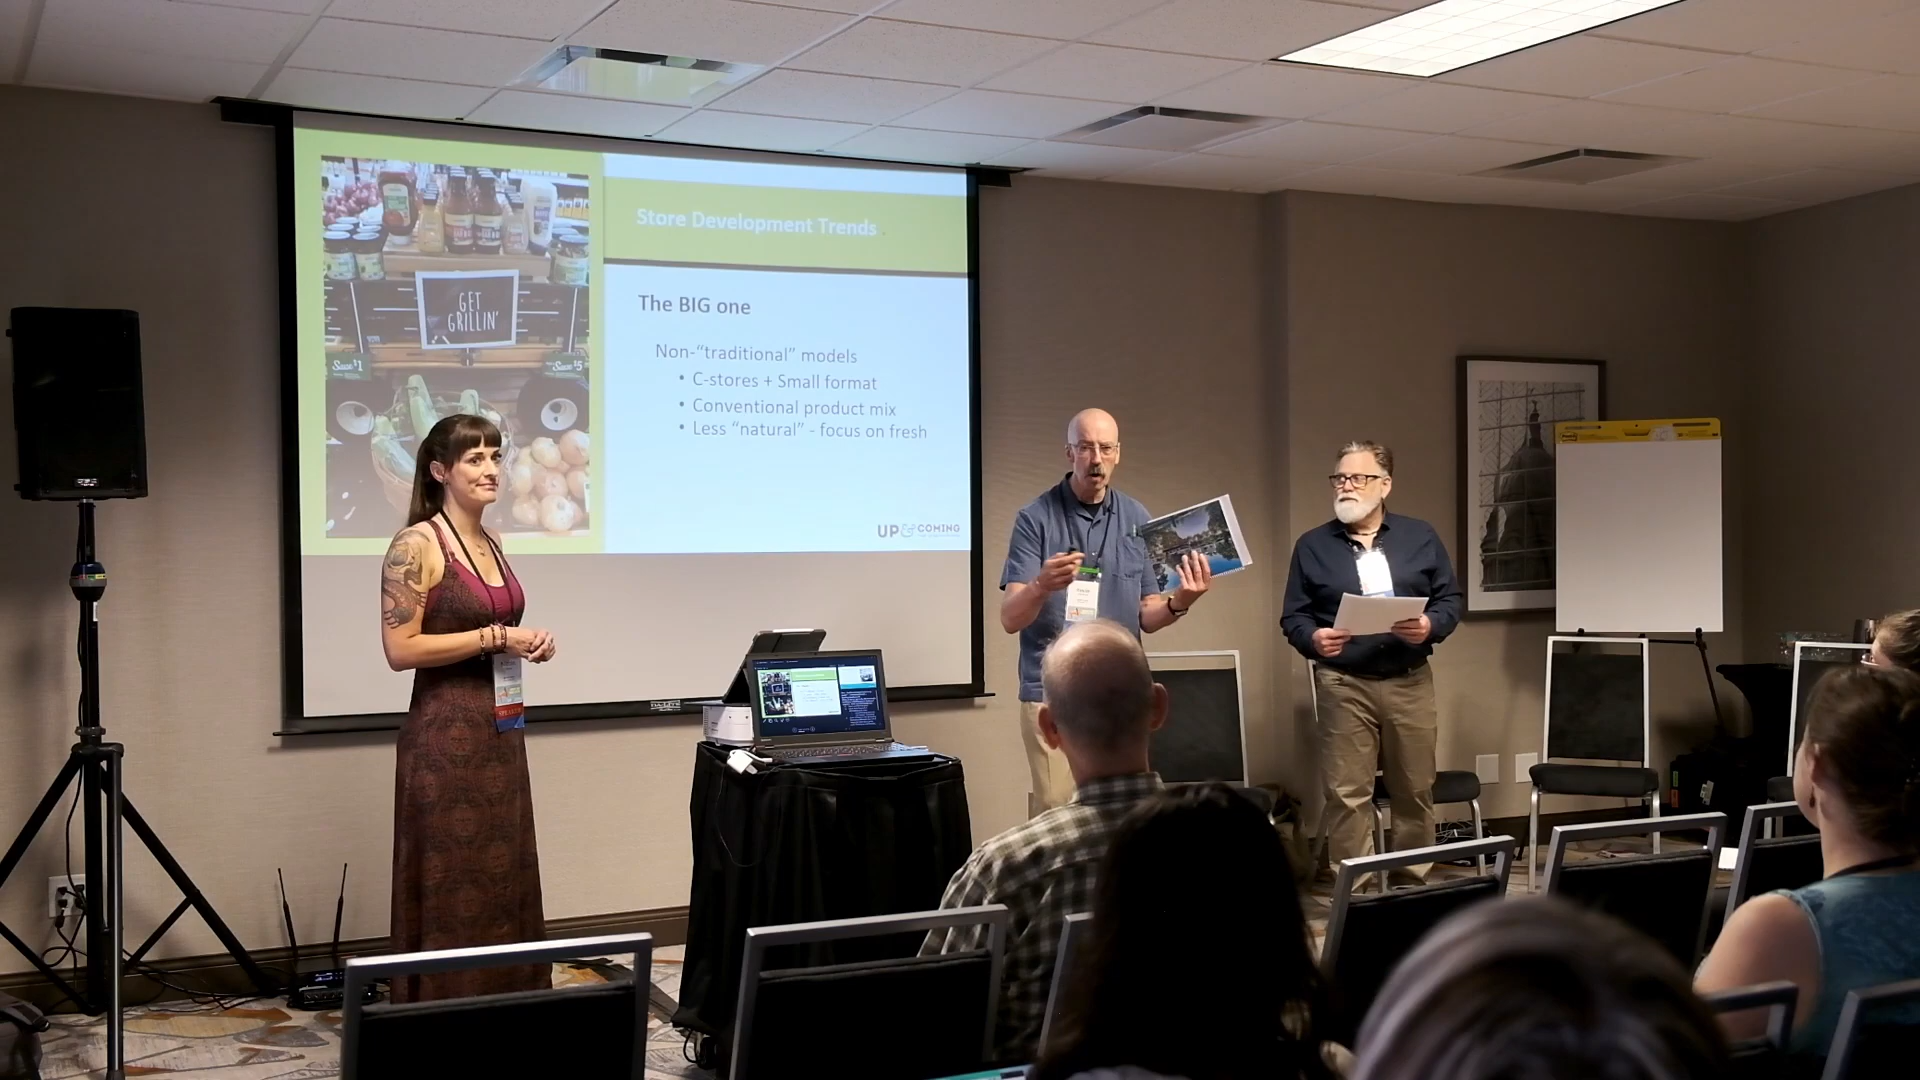 Store Development Trends
The BIG one
Non-“traditional” models
• C-stores + Small format
• Conventional product mix
• Less “natural” - focus on fresh
GET
GRILLIN'
Save $1
Save $5
UP & COMING